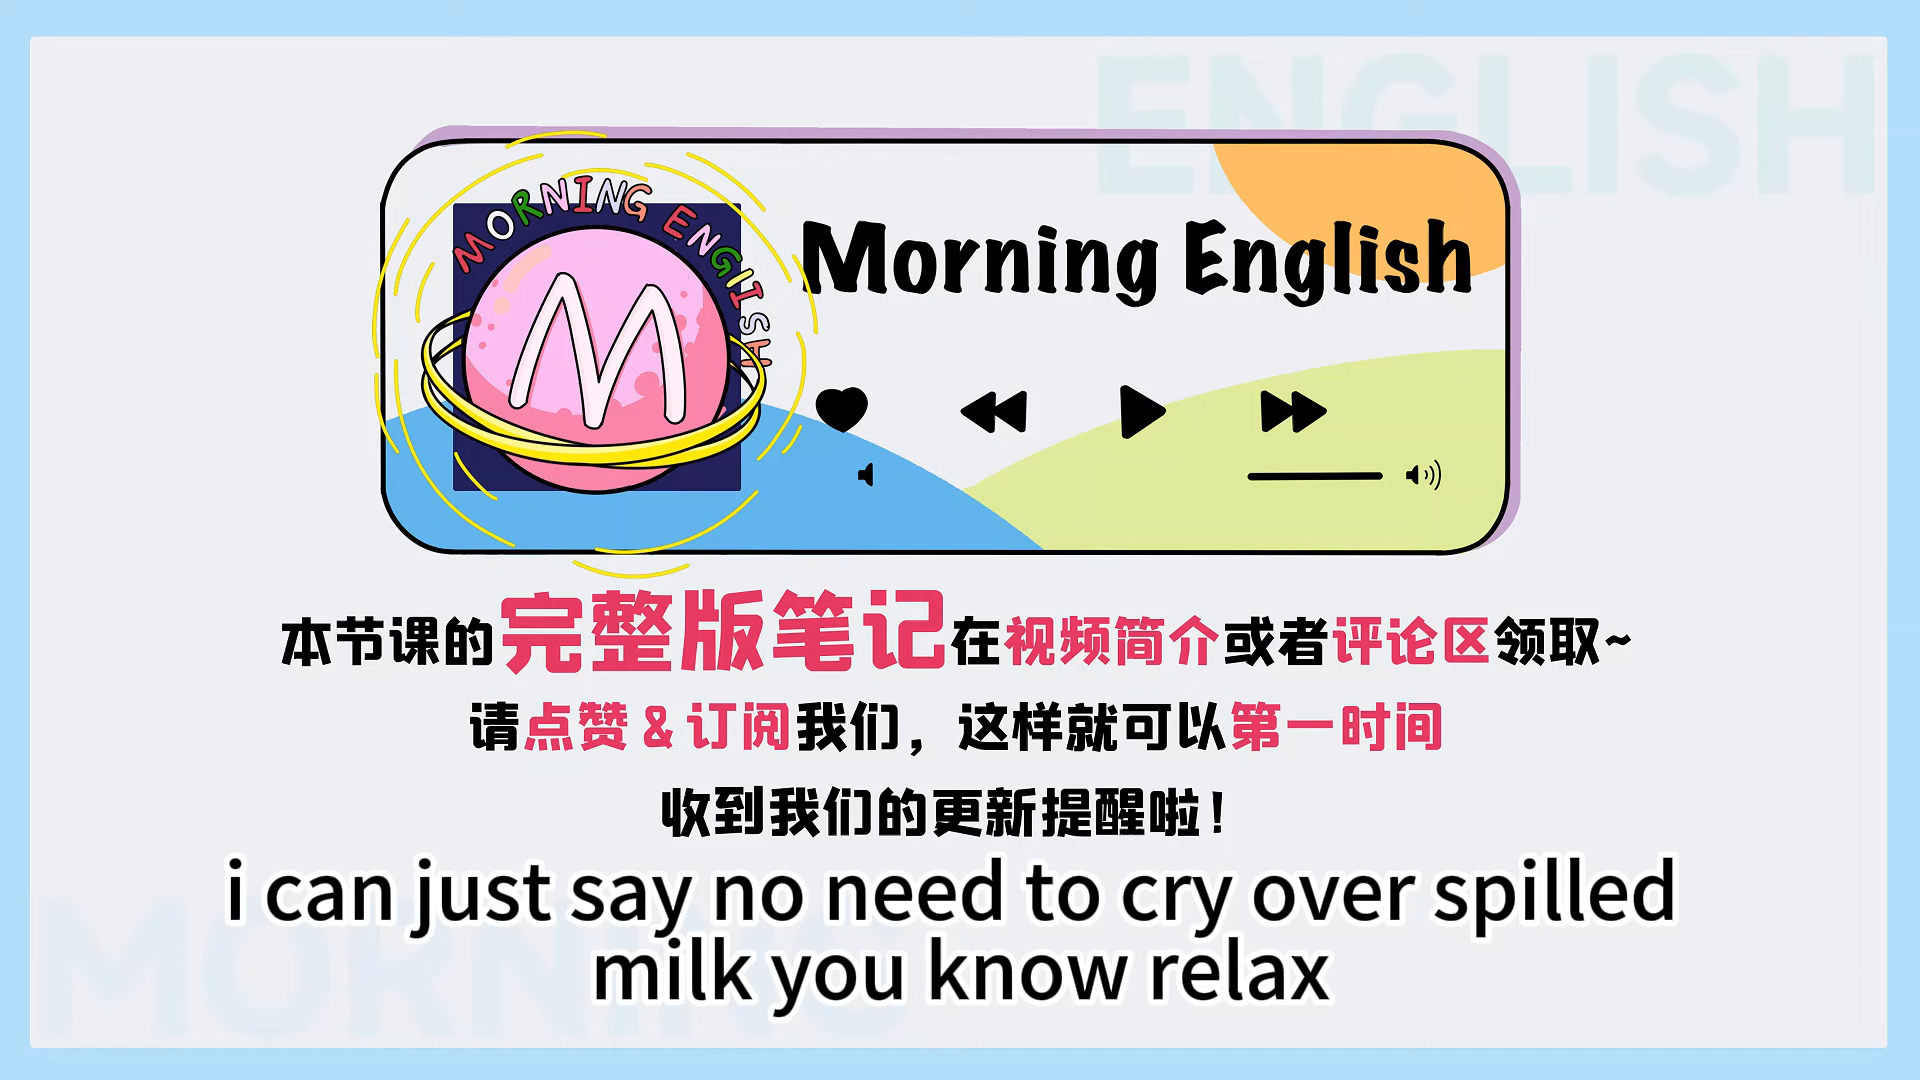 ENGLISH
MORNING ENGLISH
M
Morning English
本节课的完整版笔记在视频简介或者评论区领取~
请点赞&订阅我们，这样就可以第一时间
收到我们的更新提醒啦！
i can just say no need to cry over spilled
milk you know relax
MORNING